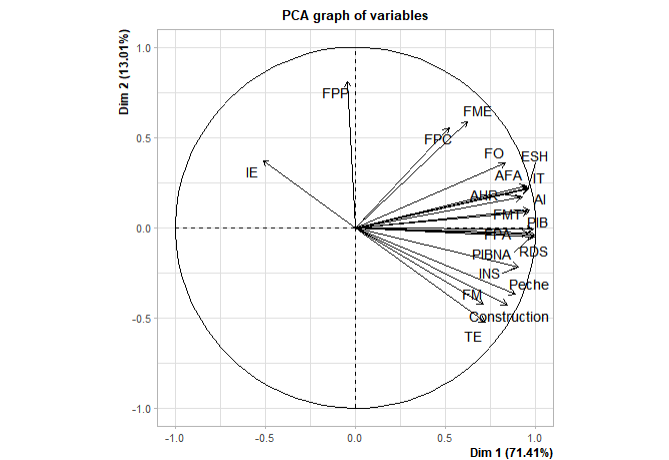 PCA graph of variables
Dim 2 (13.01%)
1.0
0.5
0.0
-0.5
-1.0
FPP
FME
FPC
FO
ESH
IE
AFA
IT
AHR
AI
FMT
PIB
FPA
PIBNA
RDS
INS
Peche
FM
Construction
TE
-1.0
-0.5
0.0
0.5
1.0
Dim 1 (71.41%)